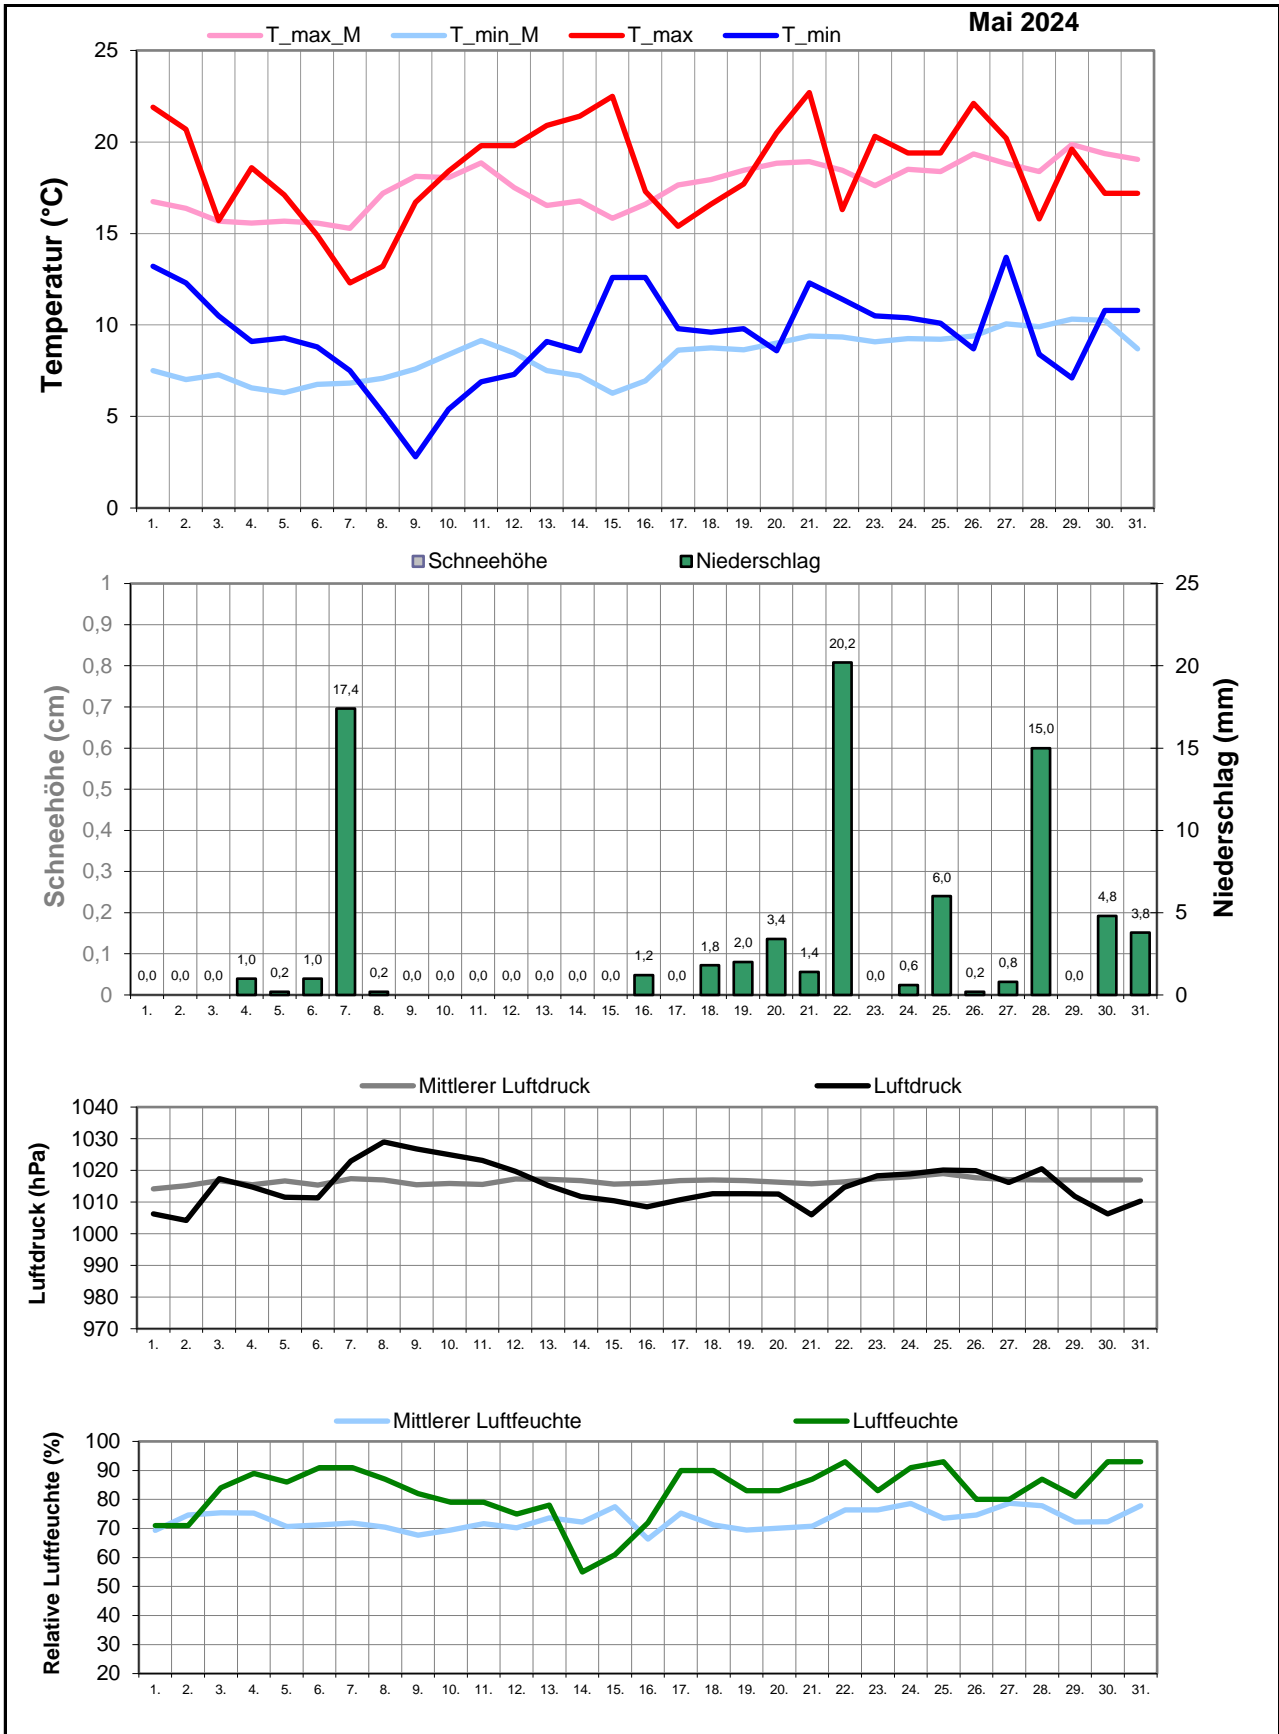 Mai 2024
T_max_M T_min_M T_max T_min
Temperatur (°C)
25
20
15
10
5
0
1. 2. 3. 4. 5. 6. 7. 8. 9. 10. 11. 12. 13. 14. 15. 16. 17. 18. 19. 20. 21. 22. 23. 24. 25. 26. 27. 28. 29. 30. 31.
Schneehöhe Niederschlag
Schneehöhe (cm)
1
0,9
0,8
0,7
0,6
0,5
0,4
0,3
0,2
0,1
0
0,0 0,0 0,0 1,0 0,2 1,0 17,4 0,2 0,0 0,0 0,0 0,0 0,0 0,0 0,0 1,2 0,0 1,8 2,0 3,4 1,4 20,2 0,0 0,6 6,0 0,2 0,8 15,0 0,0 4,8 3,8
25
20
15
10
5
0
Niederschlag (mm)
1. 2. 3. 4. 5. 6. 7. 8. 9. 10. 11. 12. 13. 14. 15. 16. 17. 18. 19. 20. 21. 22. 23. 24. 25. 26. 27. 28. 29. 30. 31.
Mittlerer Luftdruck Luftdruck
Luftdruck (hPa)
1040
1030
1020
1010
1000
990
980
970
1. 2. 3. 4. 5. 6. 7. 8. 9. 10. 11. 12. 13. 14. 15. 16. 17. 18. 19. 20. 21. 22. 23. 24. 25. 26. 27. 28. 29. 30. 31.
Mittlerer Luftfeuchte Luftfeuchte
Relative Luftfeuchte (%)
100
90
80
70
60
50
40
30
20
1. 2. 3. 4. 5. 6. 7. 8. 9. 10. 11. 12. 13. 14. 15. 16. 17. 18. 19. 20. 21. 22. 23. 24. 25. 26. 27. 28. 29. 30. 31.